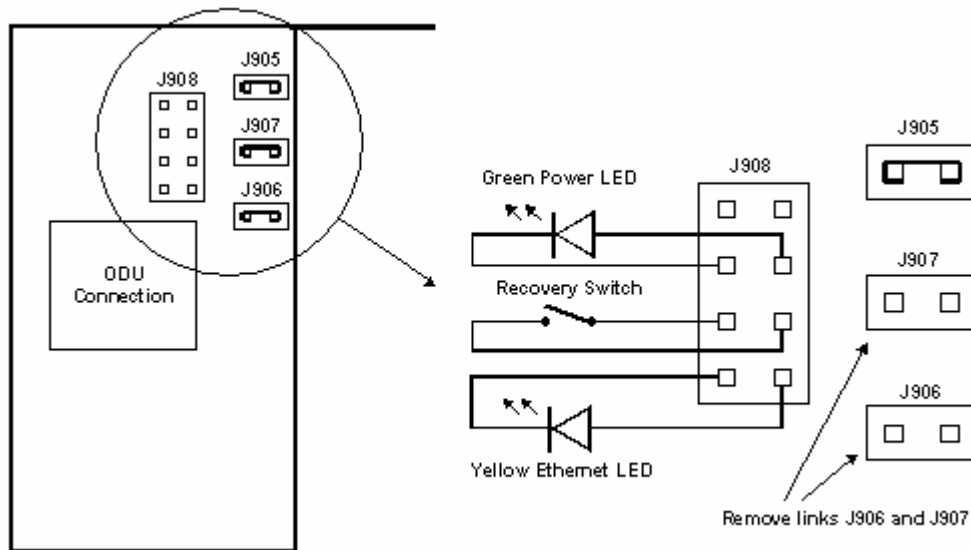 J905
J908
J907
J906
ODU
Connection
J908
Green Power LED
Recovery Switch
Yellow Ethernet LED
J905
J907
J906
Remove links J906 and J907